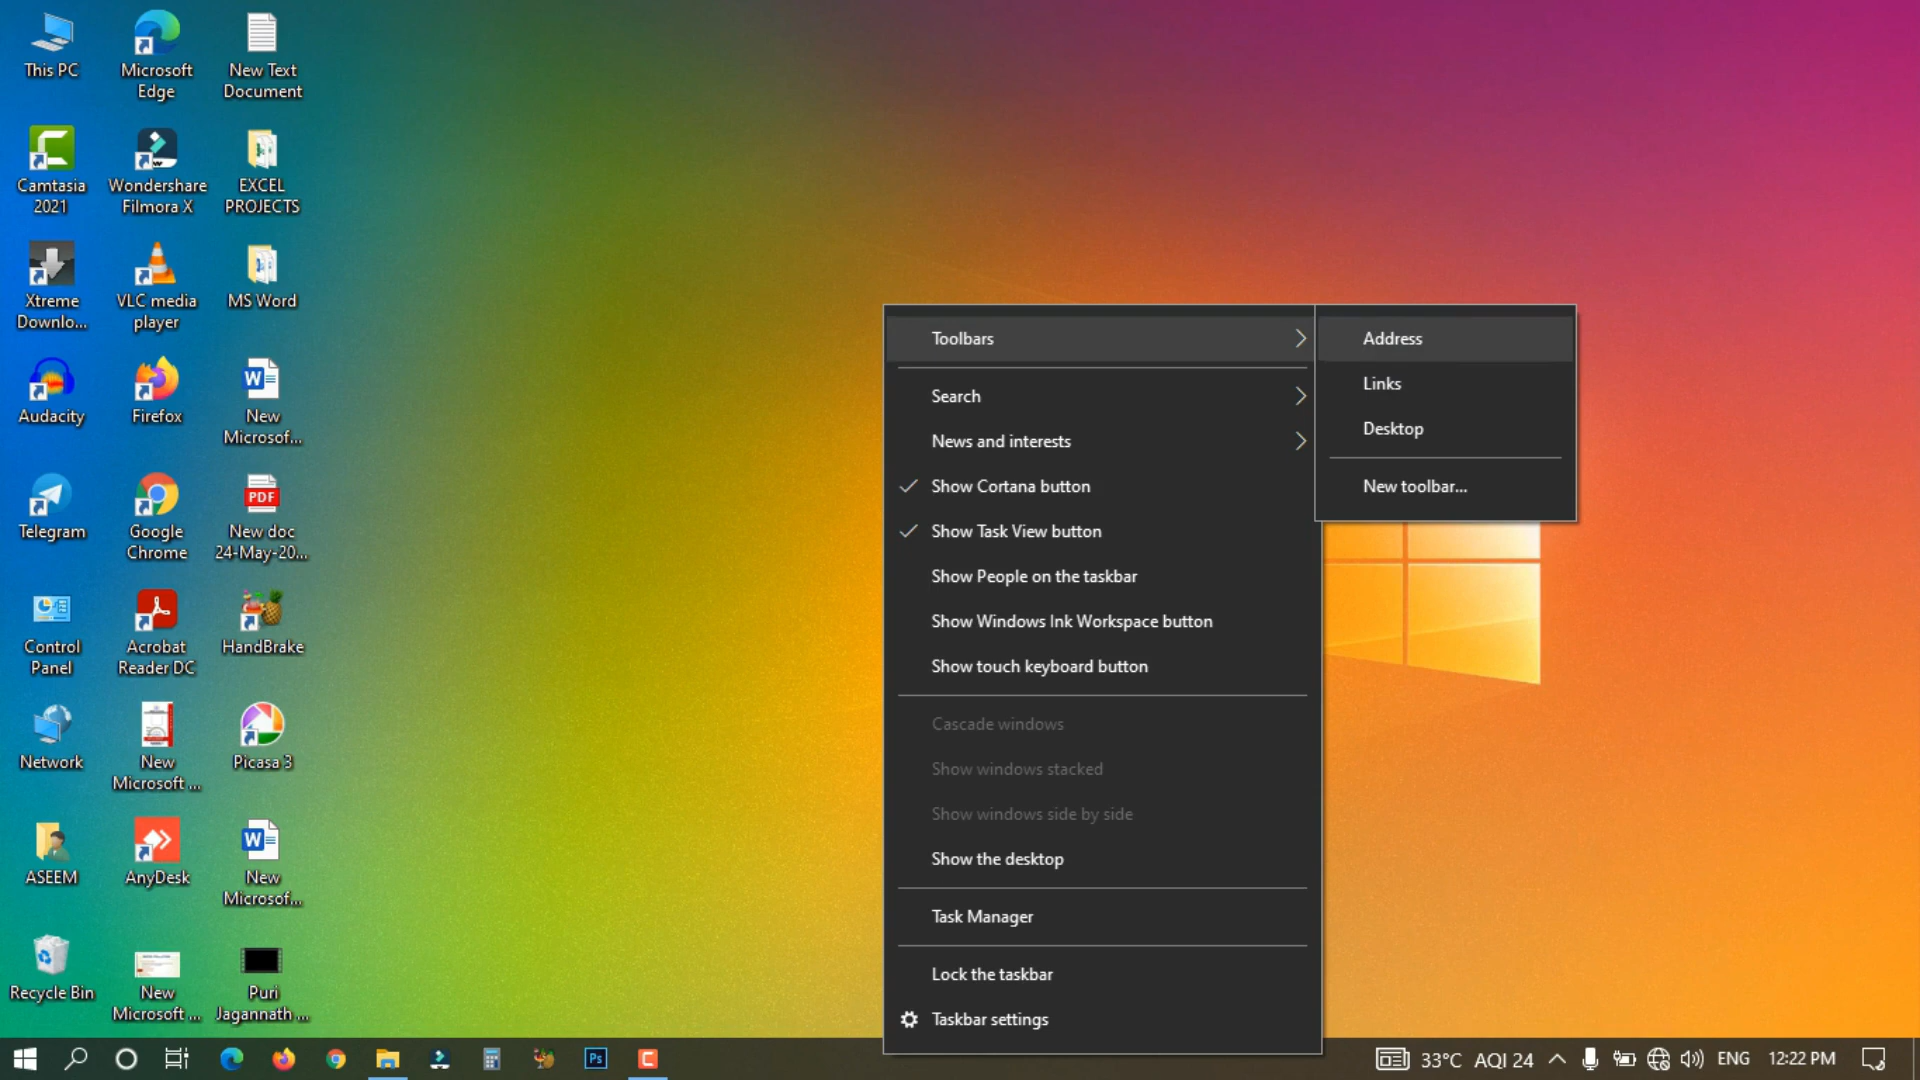 This PC
Microsoft
Edge
New Text
Document
Camtasia
2021
Wondershare
Filmora X
EXCEL
PROJECTS
Xtreme
Downlo...
VLC media
player
MS Word
Audacity
Firefox
New
Microsof...
Telegram
Google
Chrome
PDF
New doc
24-May-20...
Control
Panel
Acrobat
Reader DC
HandBrake
Network
New
Microsoft ...
Picasa 3
ASEEM
AnyDesk
New
Microsof...
Recycle Bin
New
Microsoft ...
Puri
Jagannath ...
Toolbars
Search
News and interests
Show Cortana button
Show Task View button
Show People on the taskbar
Show Windows Ink Workspace button
Show touch keyboard button
Cascade windows
Show windows stacked
Show windows side by side
Show the desktop
Task Manager
Lock the taskbar
Taskbar settings
Address
Links
Desktop
New toolbar...
Ps
33°C AQI 24
ENG
12:22 PM